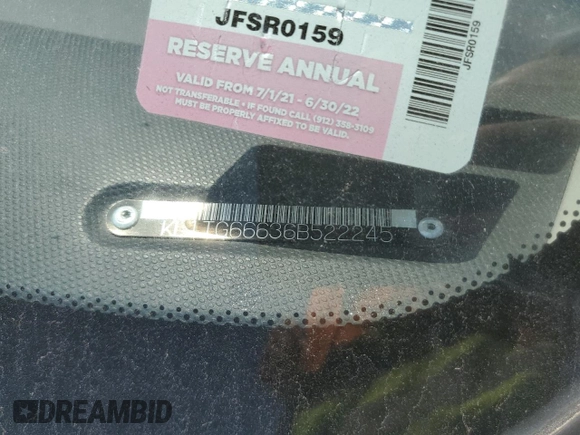 JFSR0159
RESERVE ANNUAL
VALID FROM 7/1/21 - 6/30/22
NOT TRANSFERABLE • IF FOUND CALL (912) 358-3109
MUST BE PROPERLY AFFIXED TO BE VALID.
JFSR0159
KL1TG66636B522245
DREAMBID